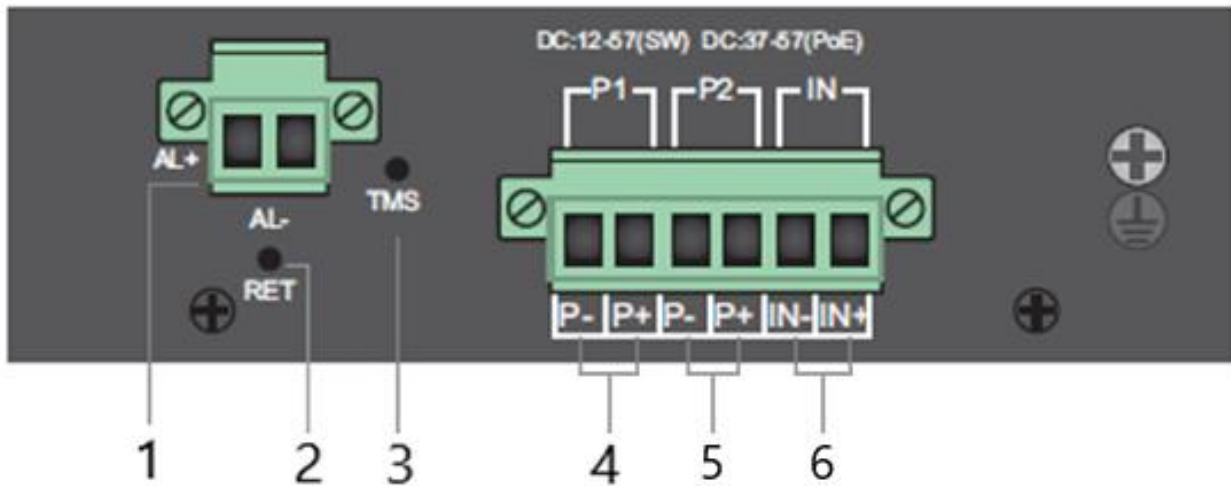 DC:12-57(SW) DC:37-57(PoE)
P1 P2 IN
AL+
TMS
AL-
RET
P- P+ P- P+ IN- IN+
1 2 3 4 5 6